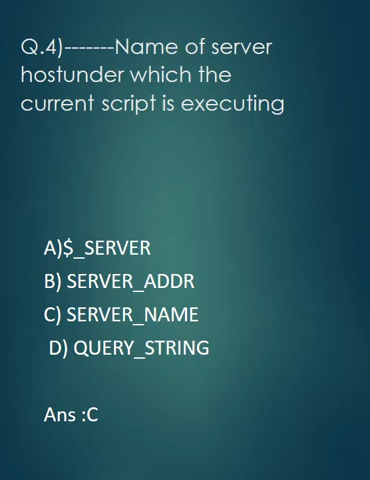 Q.4)-------Name of server
hostunder which the
current script is executing
A)$_SERVER
B) SERVER_ADDR
C) SERVER_NAME
D) QUERY_STRING
Ans :C